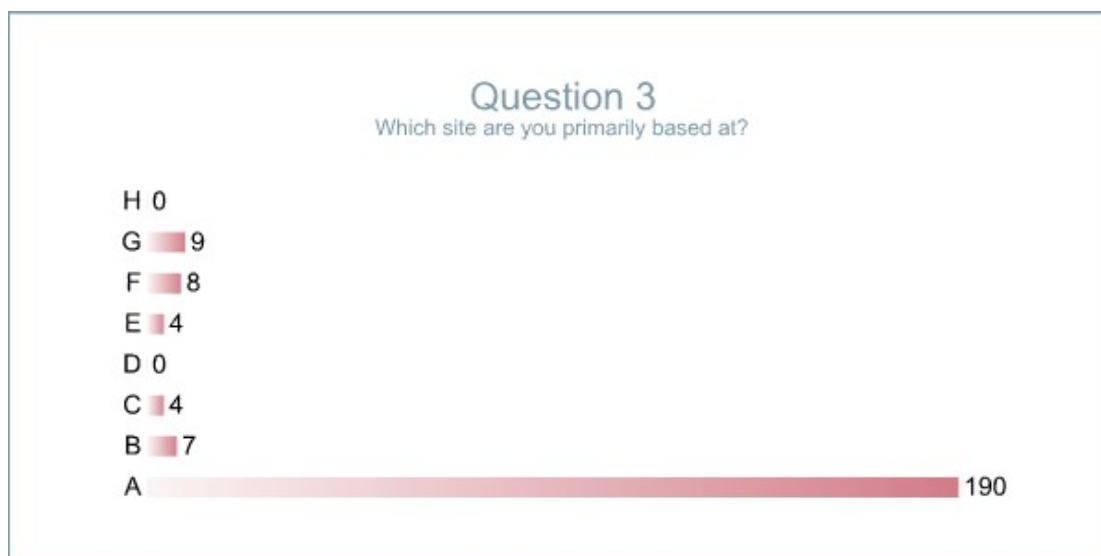 Question 3
Which site are you primarily based at?
H 0
G 9
F 8
E 4
D 0
C 4
B 7
A 190